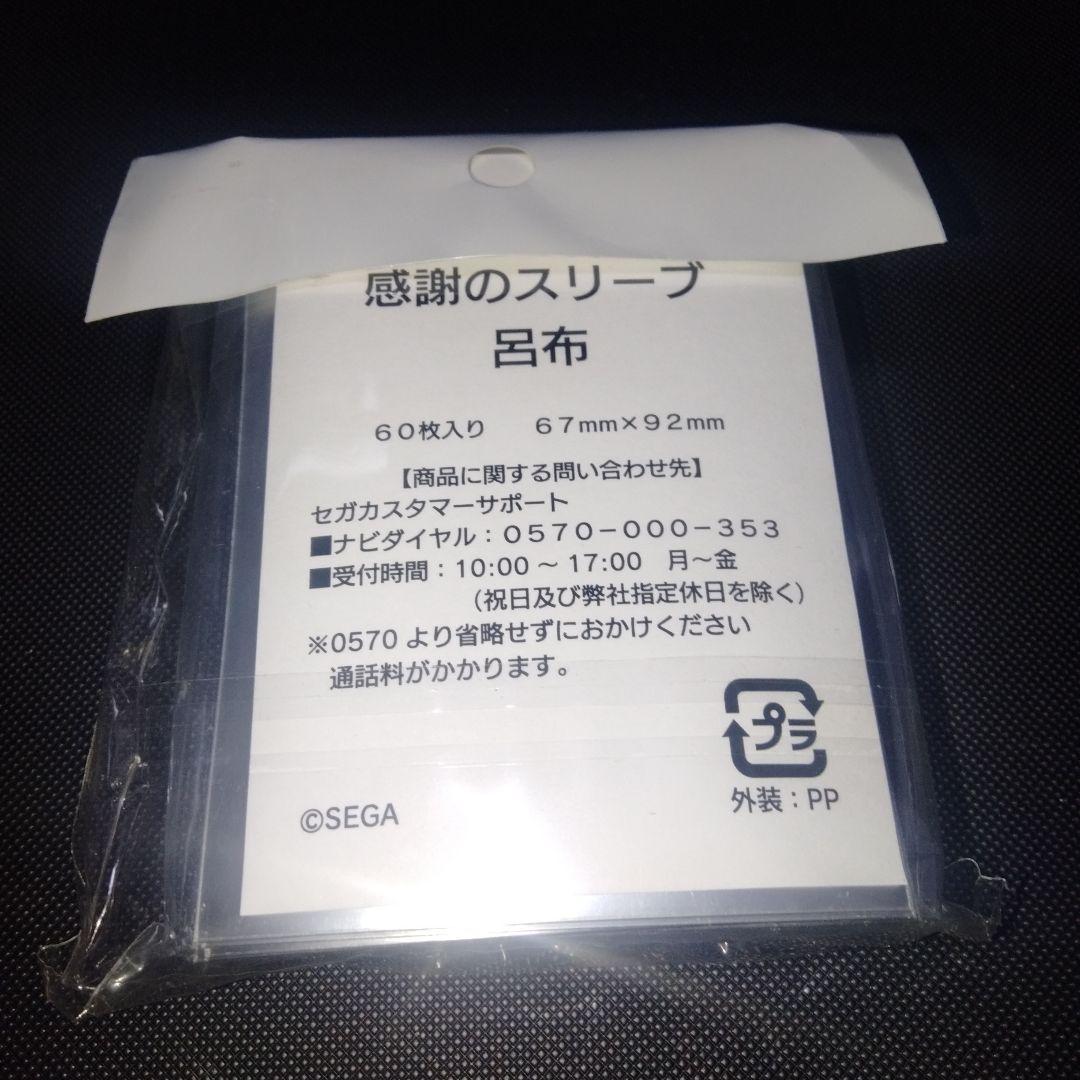 感謝のスリーブ
呂布
６０枚入り　６７mm×９２mm
【商品に関する問い合わせ先】
セガカスタマーサポート
■ナビダイヤル：０５７０－０００－３５３
■受付時間：10:00 ～ 17:00　月～金
（祝日及び弊社指定休日を除く）
※0570 より省略せずにおかけください
通話料がかかります。
プラ
外装：PP
©SEGA